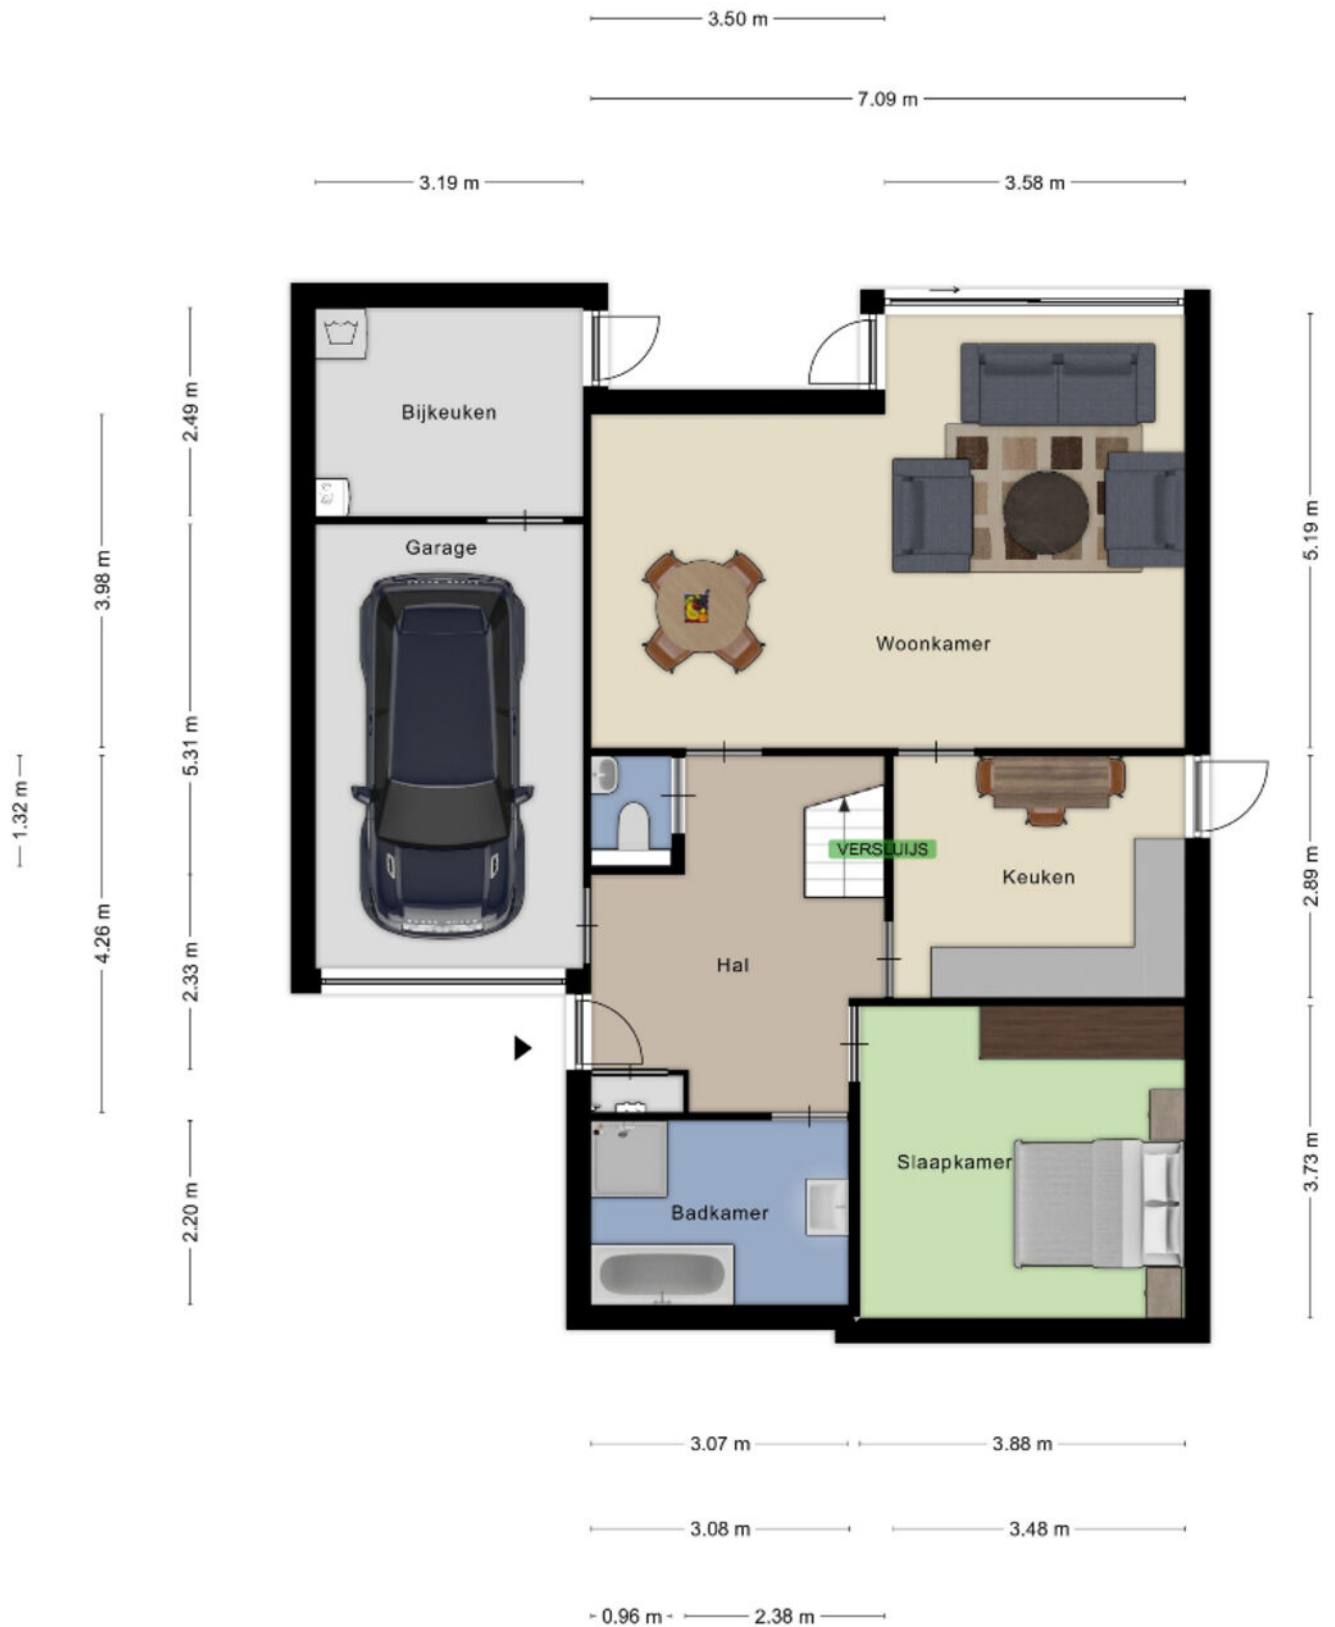 3.50 m
7.09 m
3.19 m
3.58 m
2.49 m
Bijkeuken
Garage
3.98 m
5.19 m
Woonkamer
5.31 m
1.32 m
VERSLUIJS
Keuken
2.89 m
4.26 m
2.33 m
Hal
Slaapkamer
3.73 m
Badkamer
2.20 m
3.07 m
3.88 m
3.08 m
3.48 m
0.96 m
2.38 m